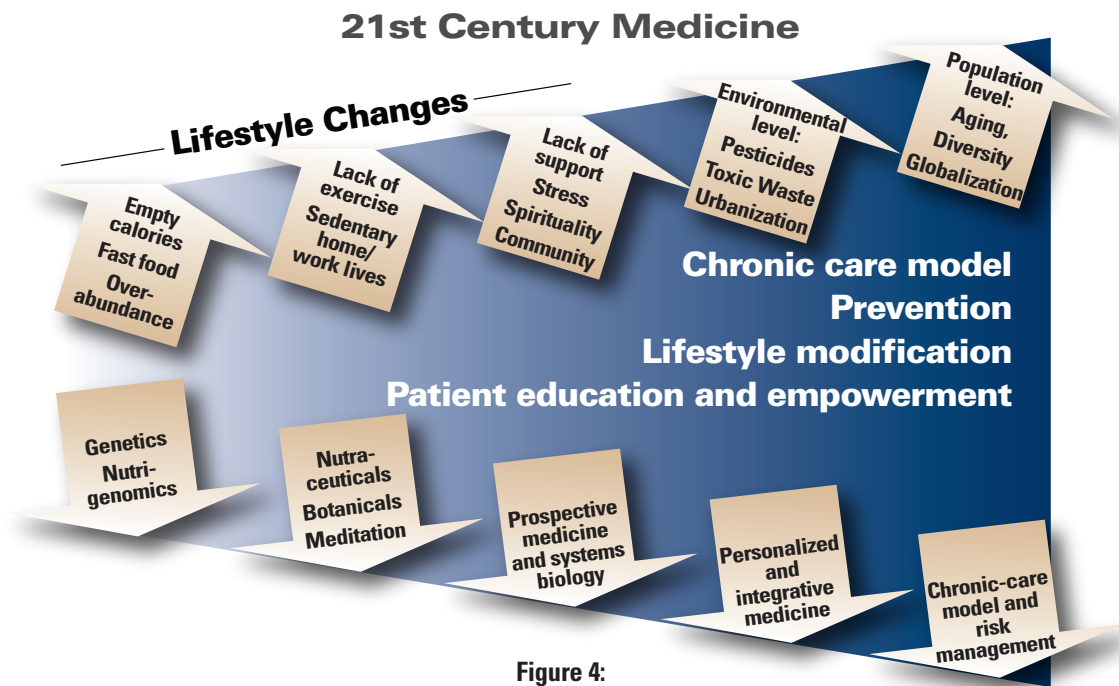 21st Century Medicine
Lifestyle Changes
Empty
calories
Fast food
Over-
abundance
Lack of
exercise
Sedentary
home/
work lives
Lack of
support
Stress
Spirituality
Community
Environmental
level:
Pesticides
Toxic Waste
Urbanization
Population
level:
Aging,
Diversity
Globalization
Chronic care model
Prevention
Lifestyle modification
Patient education and empowerment
Genetics
Nutri-
genomics
Nutra-
ceuticals
Botanicals
Meditation
Prospective
medicine
and systems
biology
Personalized
and
integrative
medicine
Chronic-care
model and
risk
management
Figure 4: